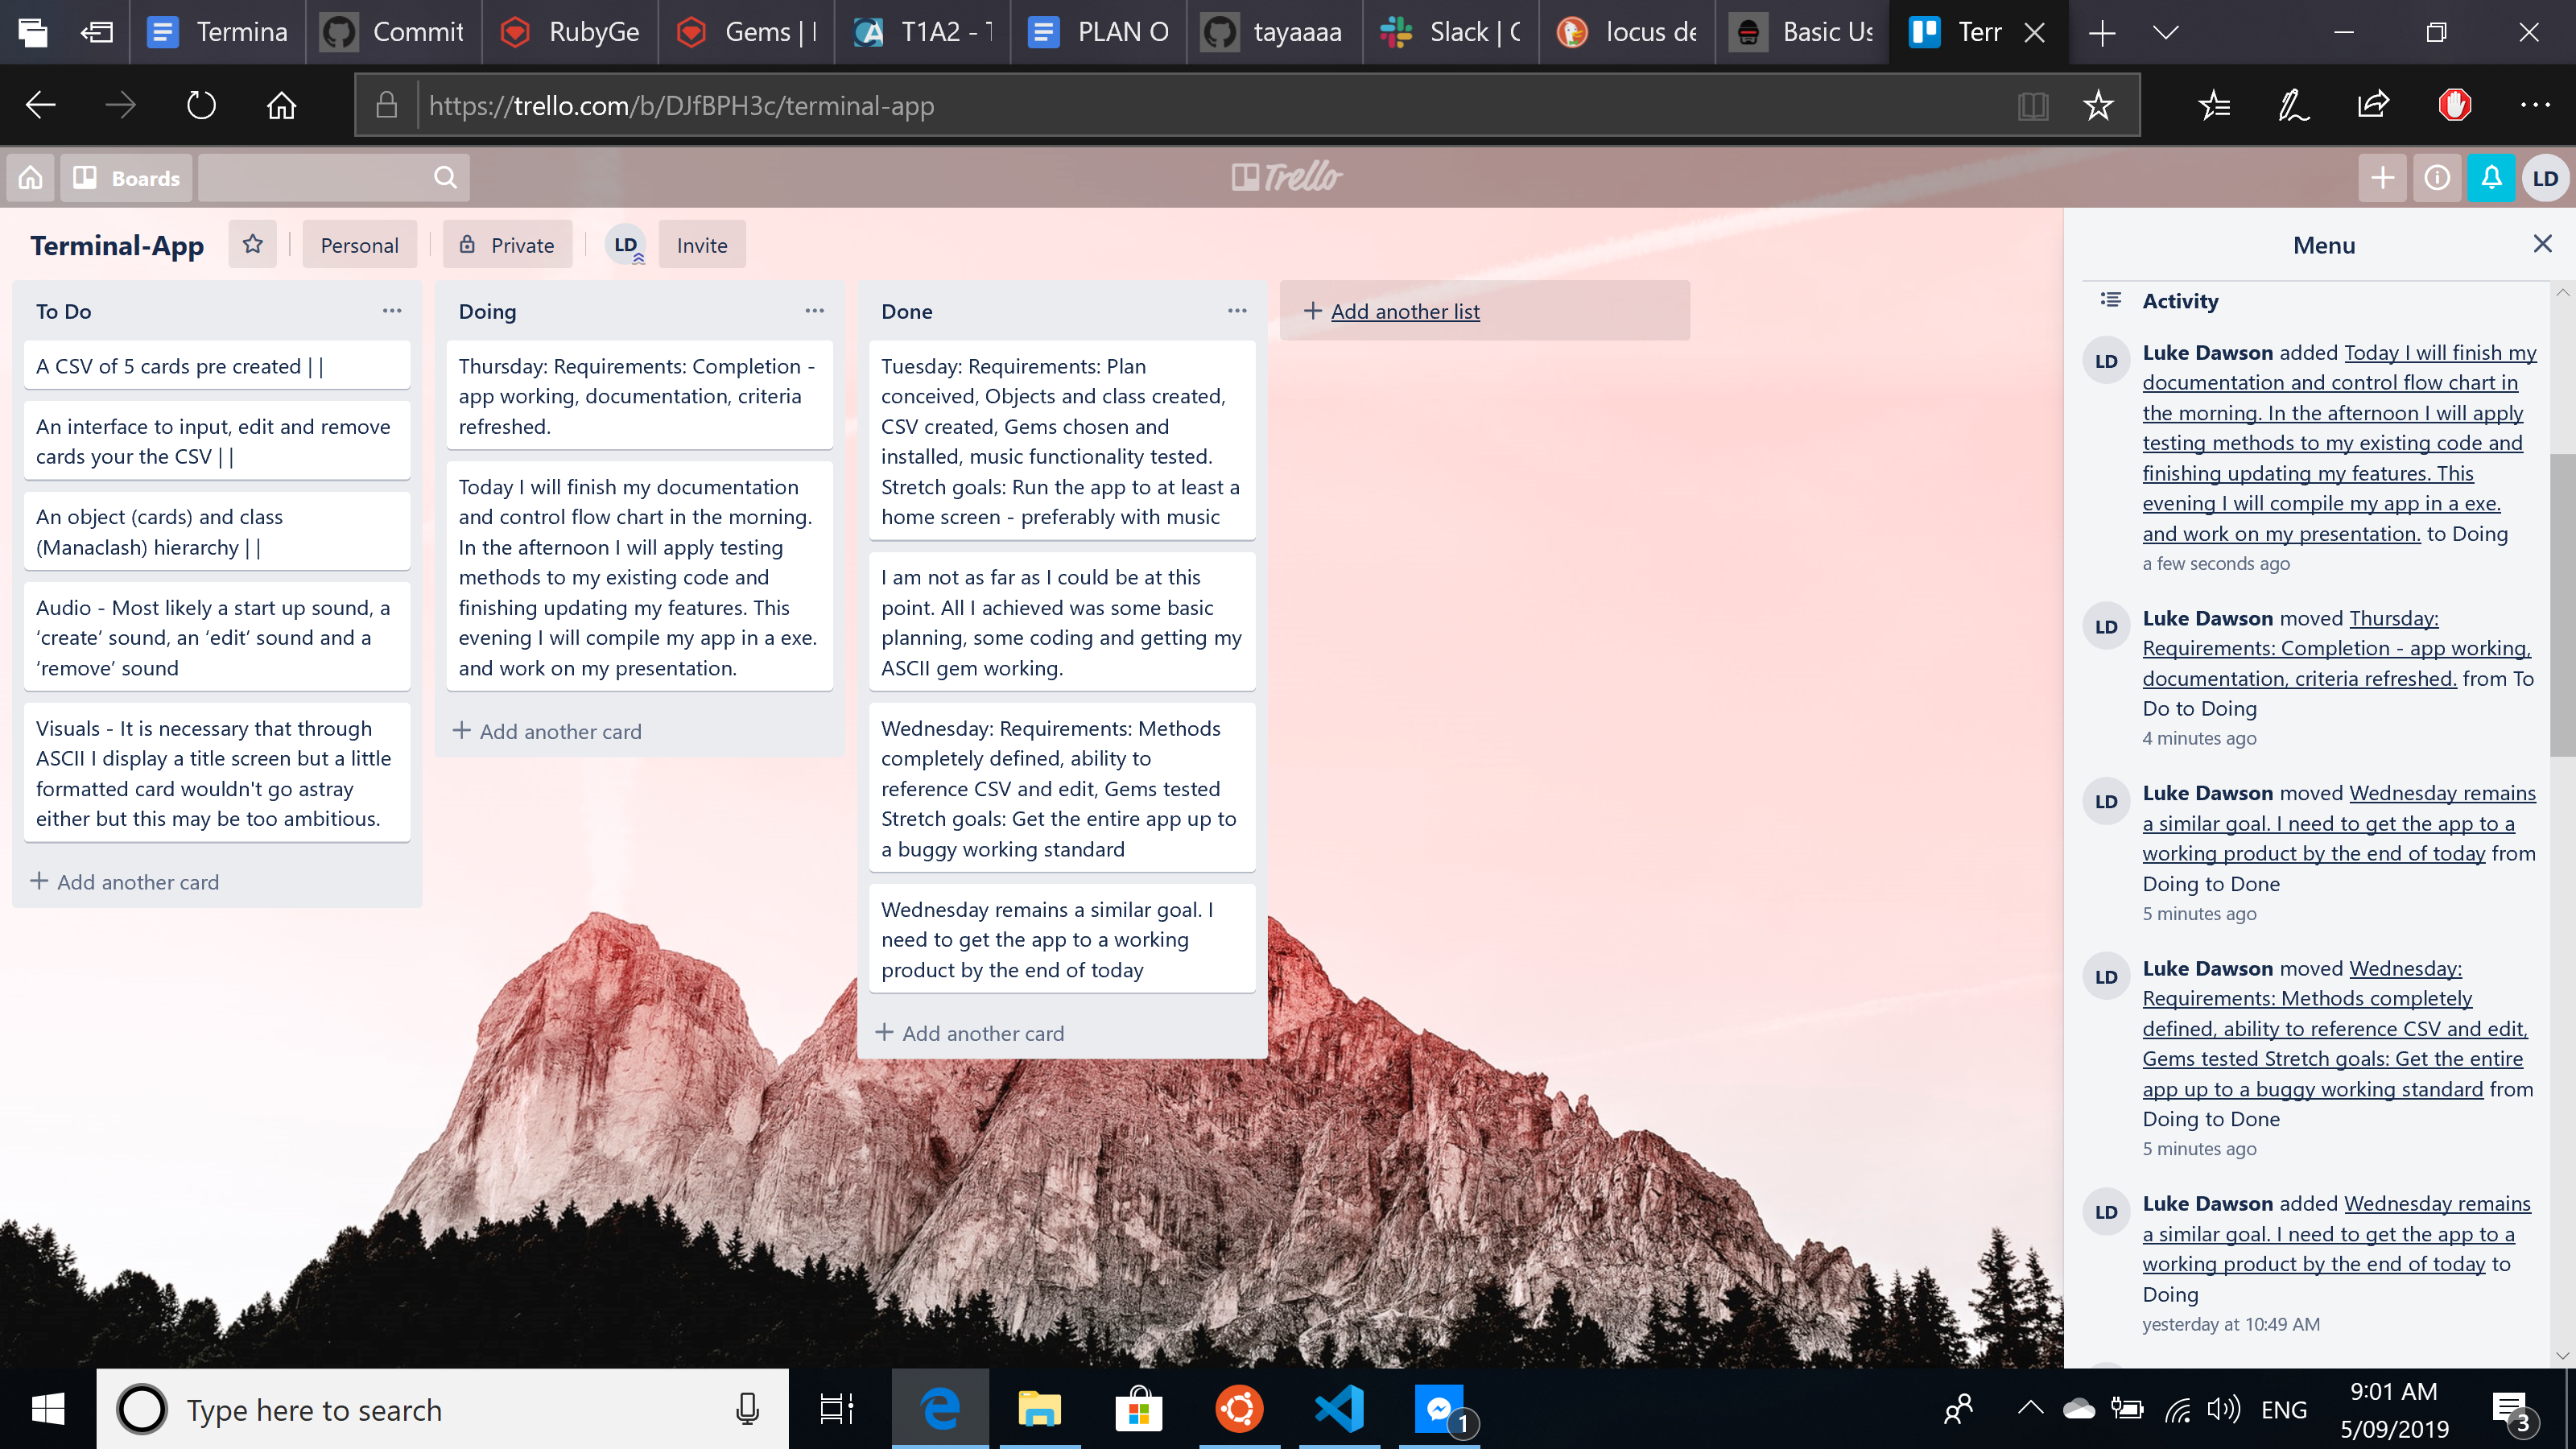 Termina
Commit
RubyGe
Gems | 
T1A2 - T
PLAN O
tayaaaa
Slack | C
locus de
Basic Us
Terr
https://trello.com/b/DJfBPH3c/terminal-app
Boards
Trello
LD
Terminal-App
Personal
Private
LD
Invite
To Do
A CSV of 5 cards pre created | |
An interface to input, edit and remove
cards your the CSV | |
An object (cards) and class
(Manaclash) hierarchy | |
Audio - Most likely a start up sound, a
‘create’ sound, an ‘edit’ sound and a
‘remove’ sound
Visuals - It is necessary that through
ASCII I display a title screen but a little
formatted card wouldn't go astray
either but this may be too ambitious.
Add another card
Doing
Thursday: Requirements: Completion -
app working, documentation, criteria
refreshed.
Today I will finish my documentation
and control flow chart in the morning.
In the afternoon I will apply testing
methods to my existing code and
finishing updating my features. This
evening I will compile my app in a exe.
and work on my presentation.
Add another card
Done
Tuesday: Requirements: Plan
conceived, Objects and class created,
CSV created, Gems chosen and
installed, music functionality tested.
Stretch goals: Run the app to at least a
home screen - preferably with music
I am not as far as I could be at this
point. All I achieved was some basic
planning, some coding and getting my
ASCII gem working.
Wednesday: Requirements: Methods
completely defined, ability to
reference CSV and edit, Gems tested
Stretch goals: Get the entire app up to
a buggy working standard
Wednesday remains a similar goal. I
need to get the app to a working
product by the end of today
Add another card
Add another list
Menu
Activity
LD
Luke Dawson added Today I will finish my
documentation and control flow chart in
the morning. In the afternoon I will apply
testing methods to my existing code and
finishing updating my features. This
evening I will compile my app in a exe.
and work on my presentation. to Doing
a few seconds ago
LD
Luke Dawson moved Thursday:
Requirements: Completion - app working,
documentation, criteria refreshed. from To
Do to Doing
4 minutes ago
LD
Luke Dawson moved Wednesday remains
a similar goal. I need to get the app to a
working product by the end of today from
Doing to Done
5 minutes ago
LD
Luke Dawson moved Wednesday:
Requirements: Methods completely
defined, ability to reference CSV and edit,
Gems tested Stretch goals: Get the entire
app up to a buggy working standard from
Doing to Done
5 minutes ago
LD
Luke Dawson added Wednesday remains
a similar goal. I need to get the app to a
working product by the end of today to
Doing
yesterday at 10:49 AM
Type here to search
1
ENG
9:01 AM
5/09/2019
3